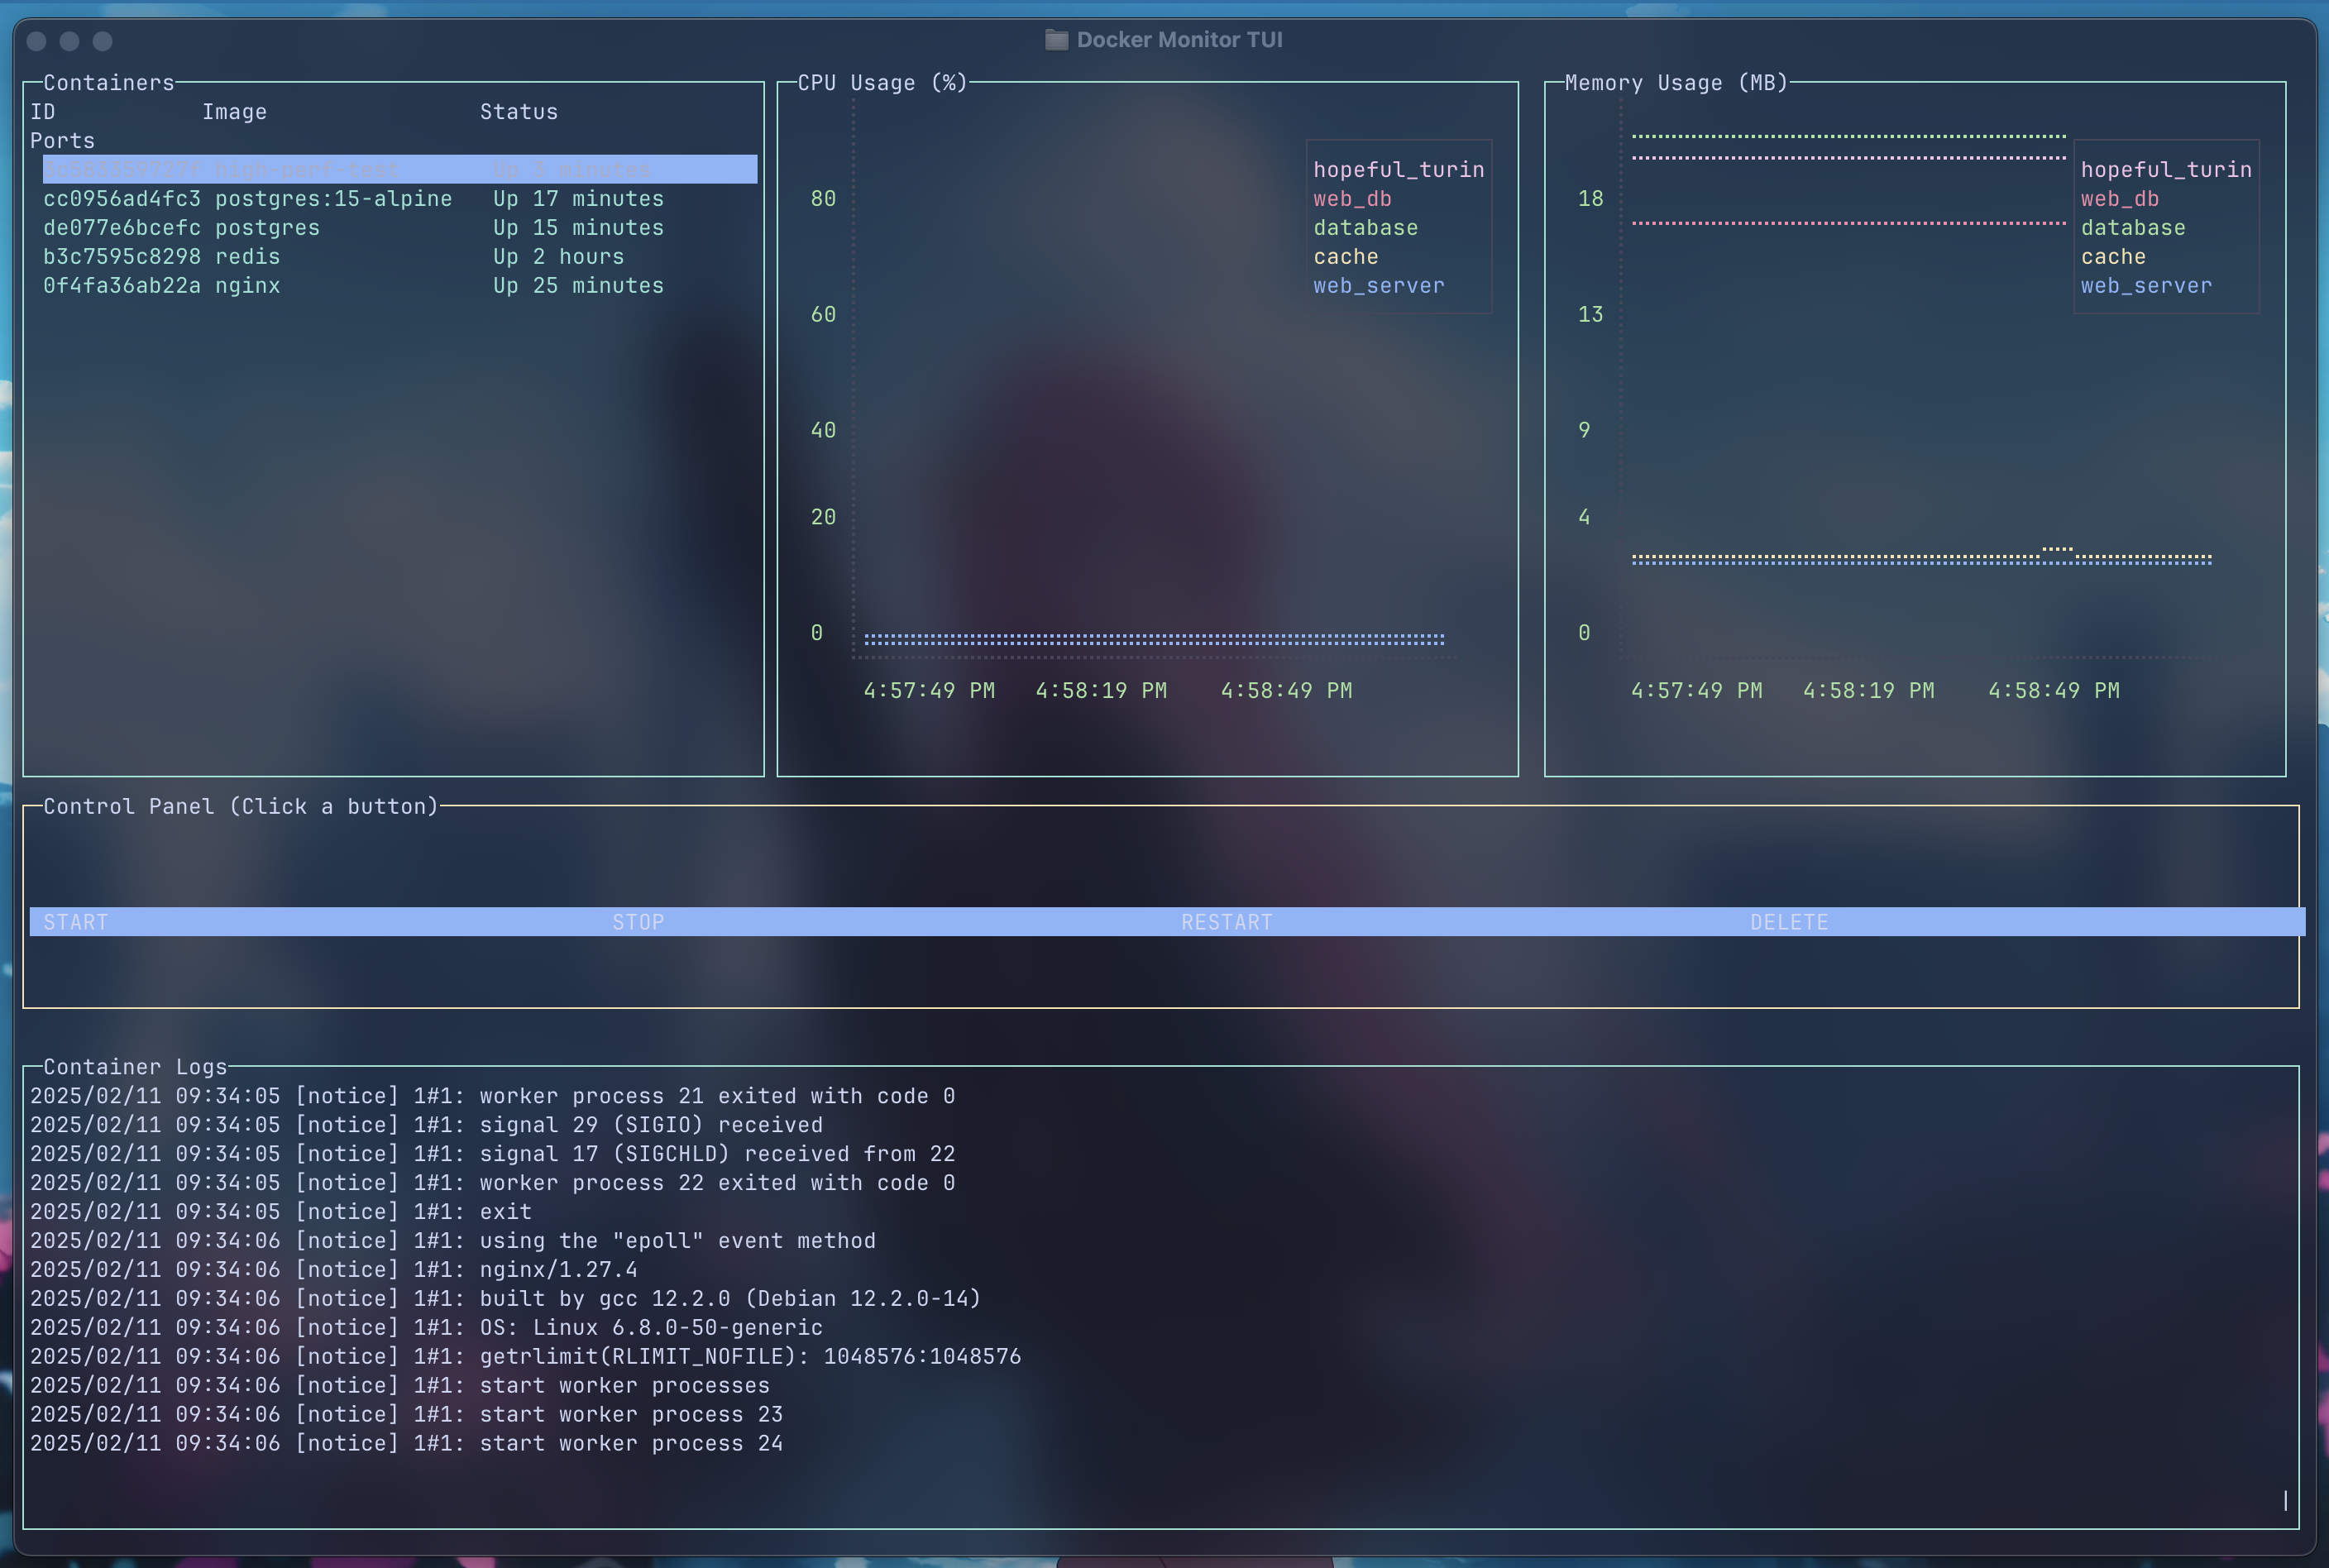 Docker Monitor TUI
Containers
ID Image Status
Ports
high-perf-test Up 3 minutes
cc0956ad4fc3 postgres:15-alpine Up 17 minutes
de077e6bcefc postgres Up 15 minutes
b3c7595c8298 redis Up 2 hours
0f4fa36ab22a nginx Up 25 minutes
CPU Usage (%)
hopeful_turin
web_db
database
cache
web_server
80
60
40
20
0
4:57:49 PM 4:58:19 PM 4:58:49 PM
Memory Usage (MB)
hopeful_turin
web_db
database
cache
web_server
18
13
9
4
0
4:57:49 PM 4:58:19 PM 4:58:49 PM
Control Panel (Click a button)
START STOP RESTART DELETE
Container Logs
2025/02/11 09:34:05 [notice] 1#1: worker process 21 exited with code 0
2025/02/11 09:34:05 [notice] 1#1: signal 29 (SIGIO) received
2025/02/11 09:34:05 [notice] 1#1: signal 17 (SIGCHLD) received from 22
2025/02/11 09:34:05 [notice] 1#1: worker process 22 exited with code 0
2025/02/11 09:34:05 [notice] 1#1: exit
2025/02/11 09:34:06 [notice] 1#1: using the "epoll" event method
2025/02/11 09:34:06 [notice] 1#1: nginx/1.27.4
2025/02/11 09:34:06 [notice] 1#1: built by gcc 12.2.0 (Debian 12.2.0-14)
2025/02/11 09:34:06 [notice] 1#1: OS: Linux 6.8.0-50-generic
2025/02/11 09:34:06 [notice] 1#1: getrlimit(RLIMIT_NOFILE): 1048576:1048576
2025/02/11 09:34:06 [notice] 1#1: start worker processes
2025/02/11 09:34:06 [notice] 1#1: start worker process 23
2025/02/11 09:34:06 [notice] 1#1: start worker process 24